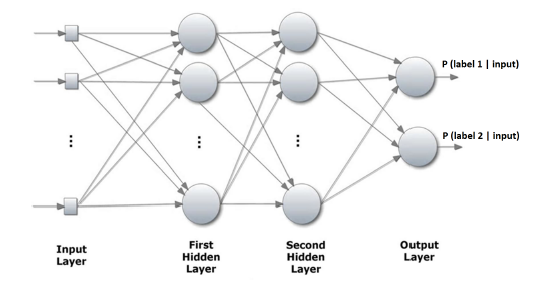 P (label 1 | input)
P (label 2 | input)
Input
Layer
First
Hidden
Layer
Second
Hidden
Layer
Output
Layer